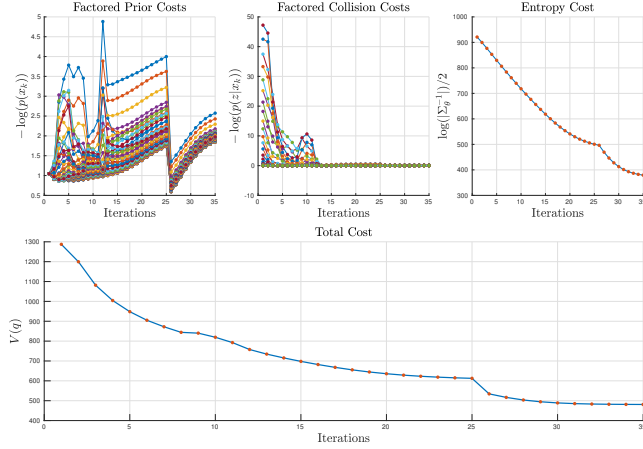 Factored Prior Costs
5
4.5
4
3.5
3
2.5
2
1.5
1
0.5
0 5 10 15 20 25 30 35
− log(p(x_k))
Iterations
Factored Collision Costs
50
40
30
20
10
0
-10
0 5 10 15 20 25 30 35
− log(p(z|x_k))
Iterations
Entropy Cost
1000
900
800
700
600
500
400
300
0 5 10 15 20 25 30 35
log(|Σ_θ^{-1}|)/2
Iterations
Total Cost
1300
1200
1100
1000
900
800
700
600
500
400
0 5 10 15 20 25 30 35
V(q)
Iterations